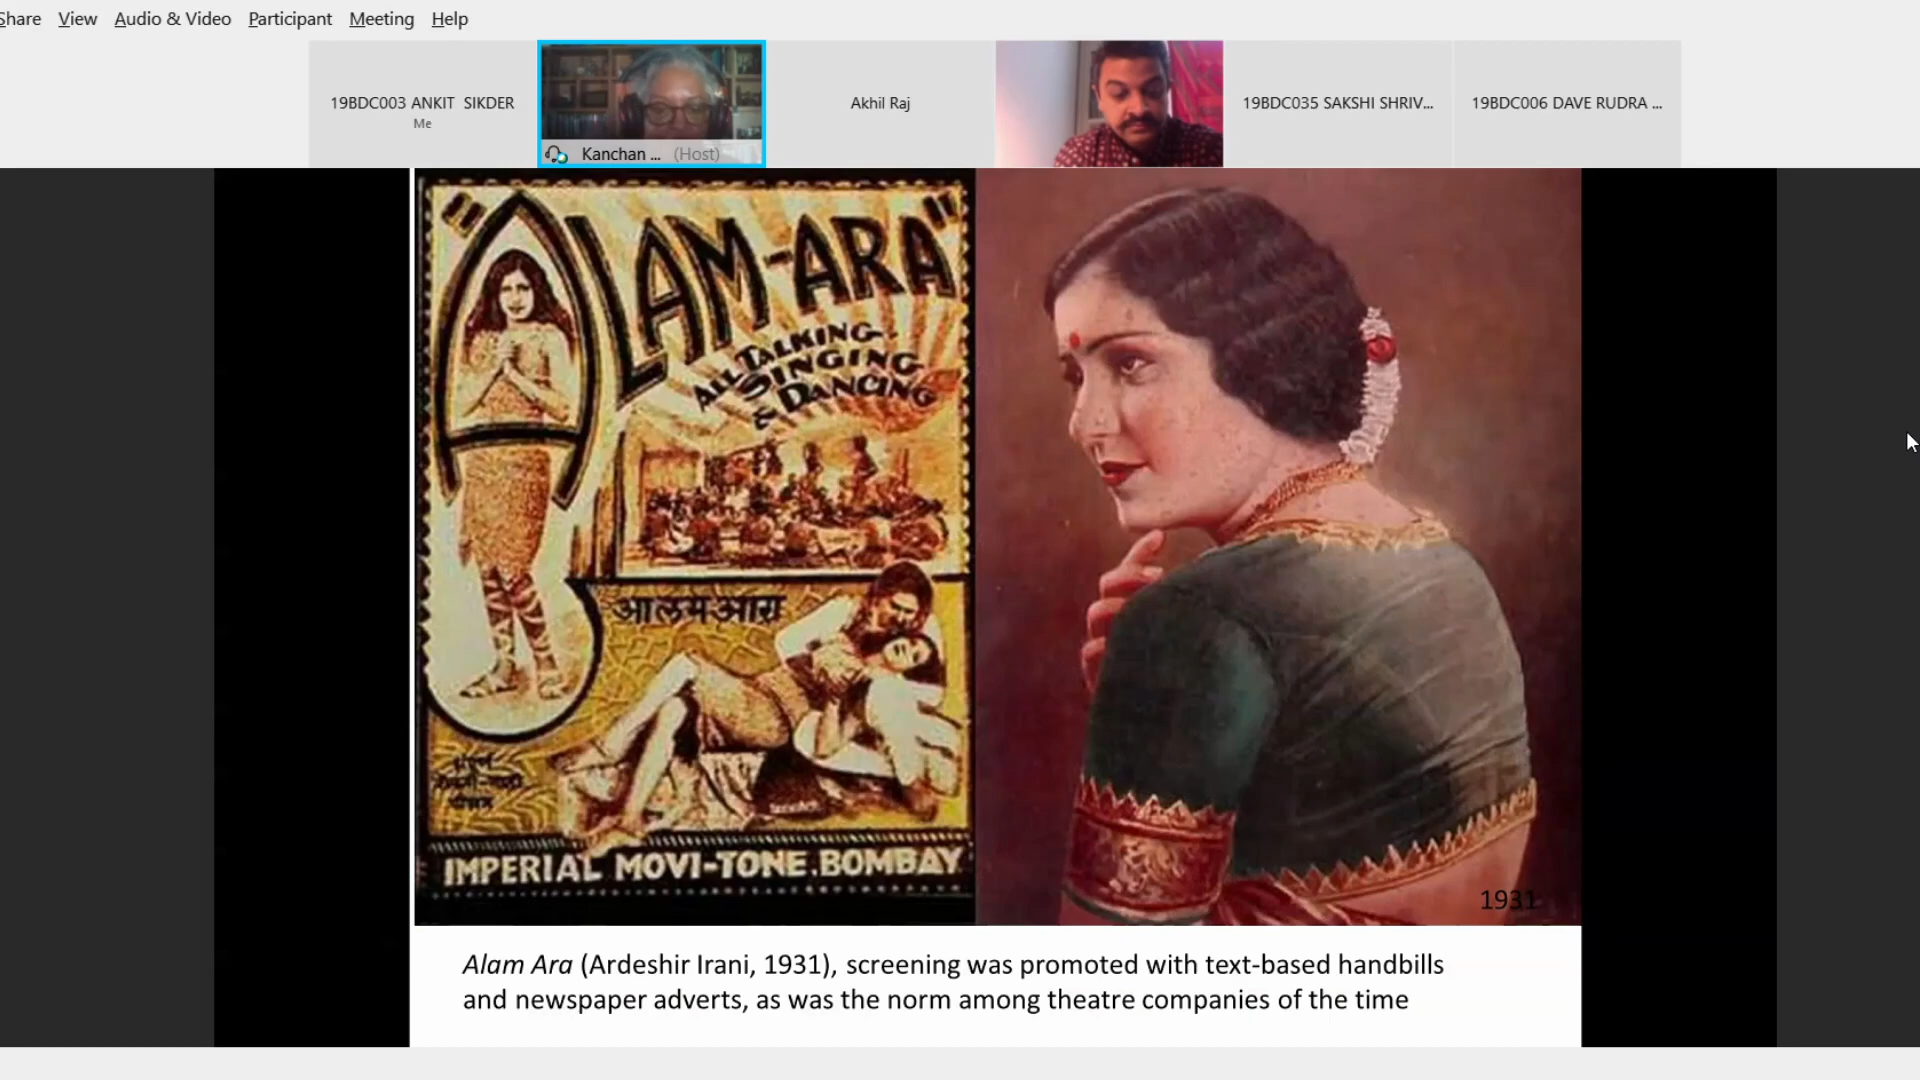 Share View Audio & Video Participant Meeting Help
19BDC003 ANKIT SIKDER
Me
Kanchan ... (Host)
Akhil Raj
19BDC035 SAKSHI SHRIV...
19BDC006 DAVE RUDRA ...
"ALAM-ARA"
ALL TALKING
SINGING
& DANCING
आलमआरा
IMPERIAL MOVI-TONE. BOMBAY
1931
Alam Ara (Ardeshir Irani, 1931), screening was promoted with text-based handbills
and newspaper adverts, as was the norm among theatre companies of the time